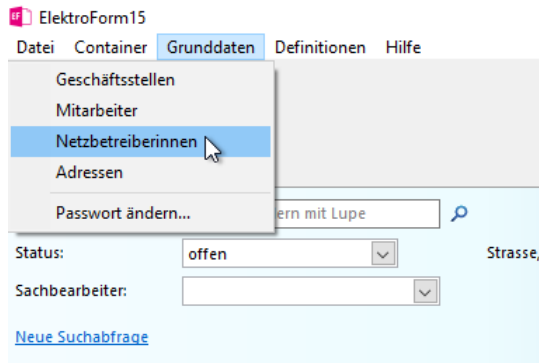 EF ElektroForm15
Datei Container Grunddaten Definitionen Hilfe
Geschäftsstellen
Mitarbeiter
Netzbetreiberinnen
Adressen
Passwort ändern...
mit Lupe
Status: offen Strasse,
Sachbearbeiter:
Neue Suchabfrage